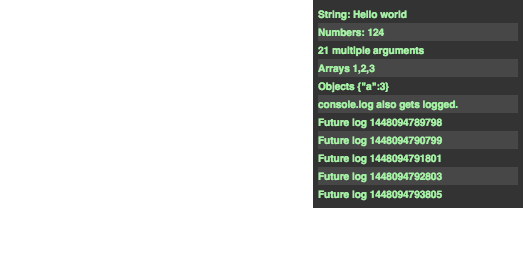 String: Hello world
Numbers: 124
21 multiple arguments
Arrays 1,2,3
Objects {"a":3}
console.log also gets logged.
Future log 1448094789798
Future log 1448094790799
Future log 1448094791801
Future log 1448094792803
Future log 1448094793805